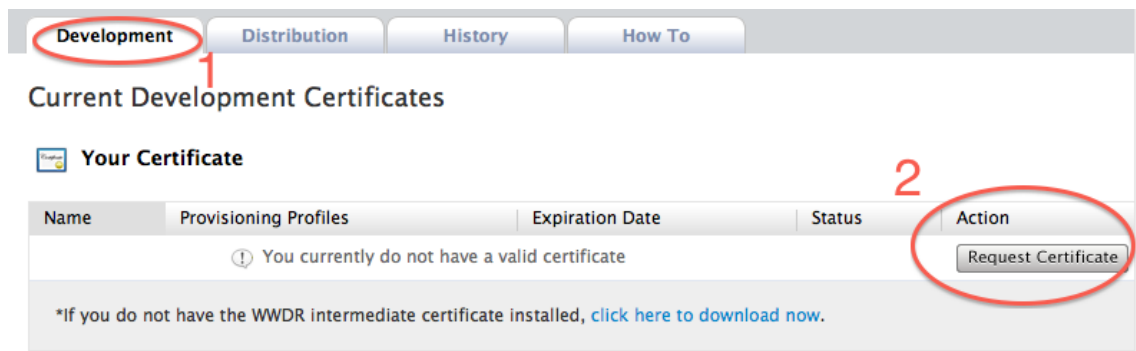 Development Distribution History How To
1
Current Development Certificates
Your Certificate
2
Name Provisioning Profiles Expiration Date Status Action
You currently do not have a valid certificate Request Certificate
*If you do not have the WWDR intermediate certificate installed, click here to download now.